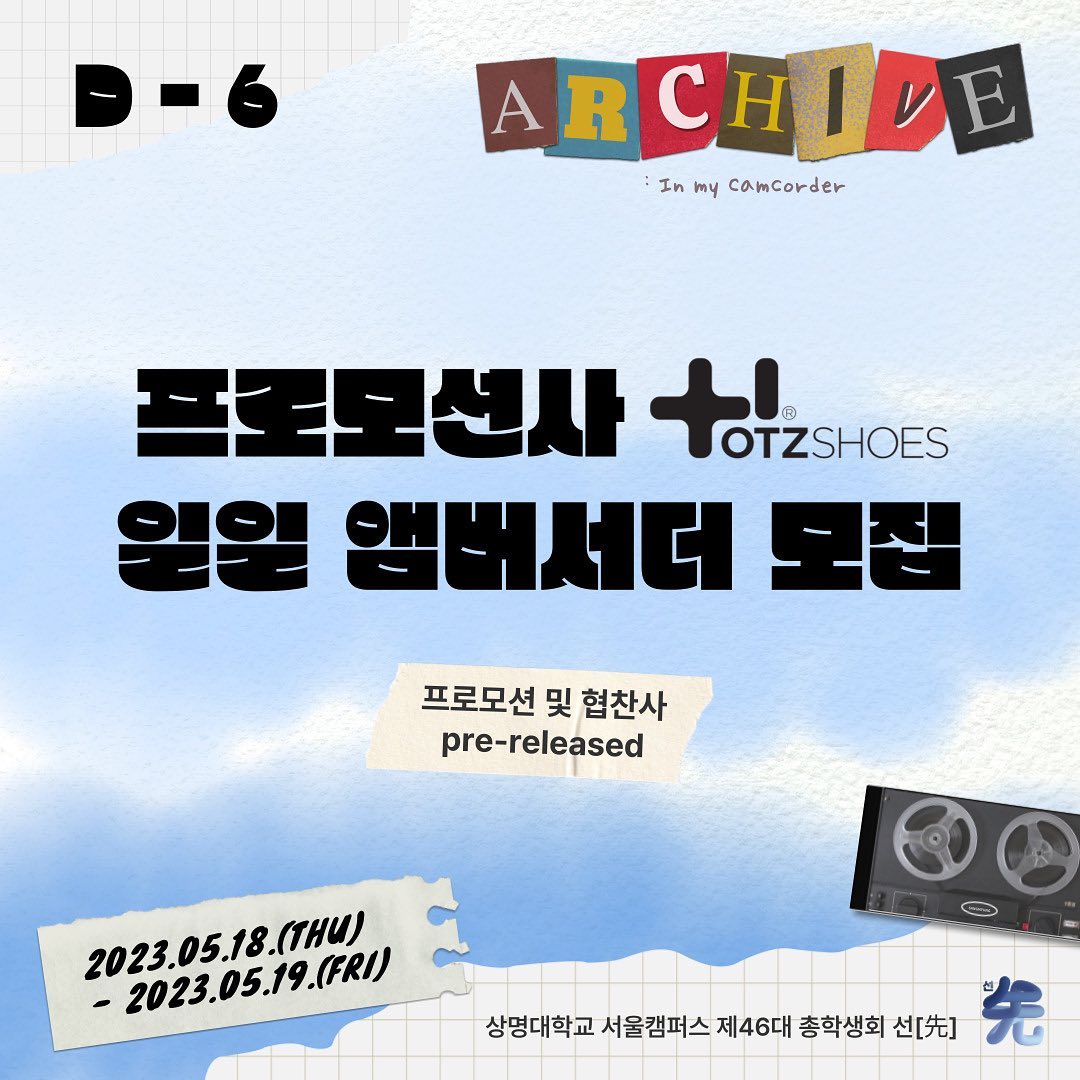 D-6
ARCHIVE
: In my Camcorder
프로모션사 OTZSHOES®
일일 앰버서더 모집
프로모션 및 협찬사
pre-released
2023.05.18.(THU)
- 2023.05.19.(FRI)
선 先
상명대학교 서울캠퍼스 제46대 총학생회 선[先]